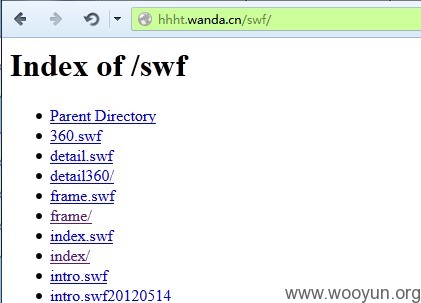 hhht.wanda.cn/swf/
Index of /swf
Parent Directory
360.swf
detail.swf
detail360/
frame.swf
frame/
index.swf
index/
intro.swf
intro.swf20120514
www.wooyun.org